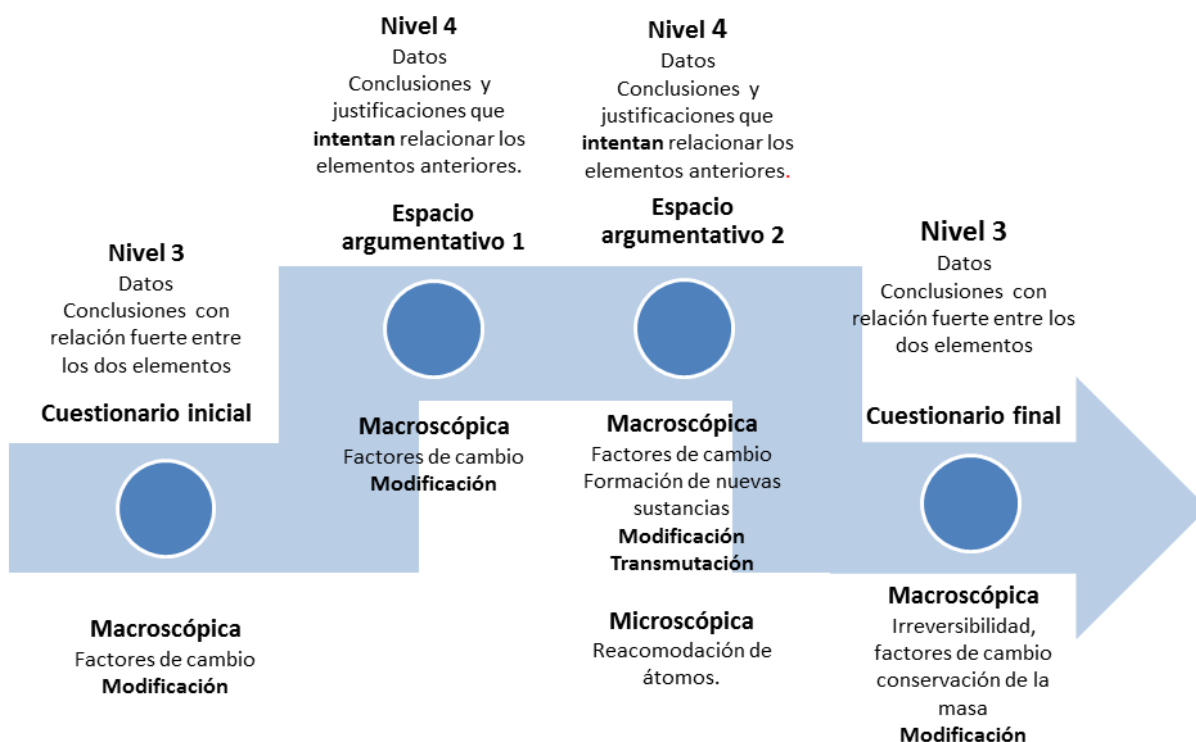 Nivel 3
Datos
Conclusiones con
relación fuerte entre
los dos elementos
Cuestionario inicial
Macroscópica
Factores de cambio
Modificación
Nivel 4
Datos
Conclusiones y
justificaciones que
intentan relacionar los
elementos anteriores.
Espacio
argumentativo 1
Macroscópica
Factores de cambio
Modificación
Nivel 4
Datos
Conclusiones y
justificaciones que
intentan relacionar los
elementos anteriores.
Espacio
argumentativo 2
Macroscópica
Factores de cambio
Formación de nuevas
sustancias
Modificación
Transmutación
Microscópica
Reacomodación de
átomos.
Nivel 3
Datos
Conclusiones con
relación fuerte entre los
dos elementos
Cuestionario final
Macroscópica
Irreversibilidad,
factores de cambio
conservación de la
masa
Modificación